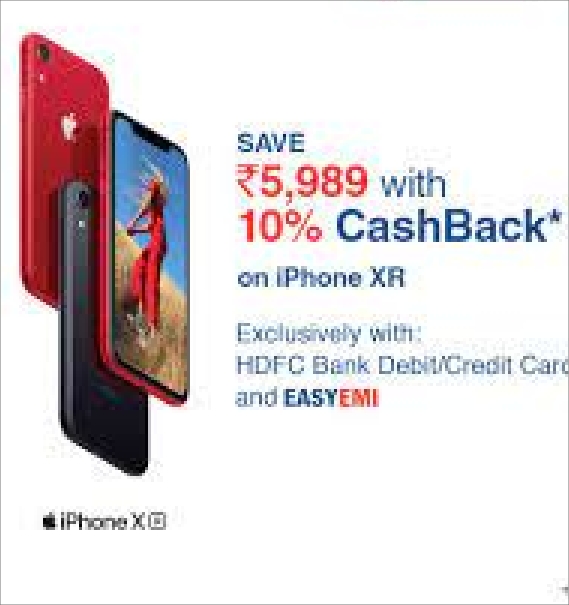 SAVE
₹5,989 with
10% CashBack*
on iPhone XR
Exclusively with:
HDFC Bank Debit/Credit Card
and EASYEMI
iPhone XR